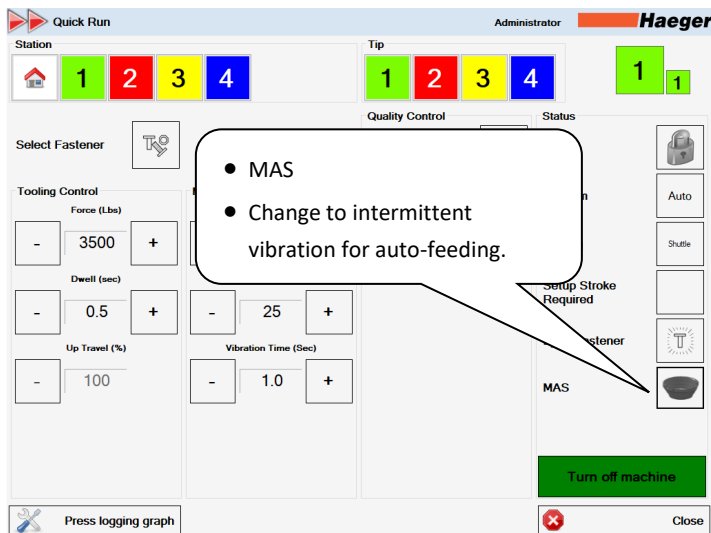 Quick Run
Administrator
Haeger
Station
Tip
1
2
3
4
1
2
3
4
1
1
Quality Control
Status
Select Fastener
MAS
Change to intermittent
vibration for auto-feeding.
Tooling Control
Force (Lbs)
Auto
-
3500
+
Shuttle
Dwell (sec)
Setup Stroke
Required
-
0.5
+
-
25
+
Up Travel (%)
Vibration Time (Sec)
-
100
-
1.0
+
MAS
Turn off machine
Press logging graph
Close